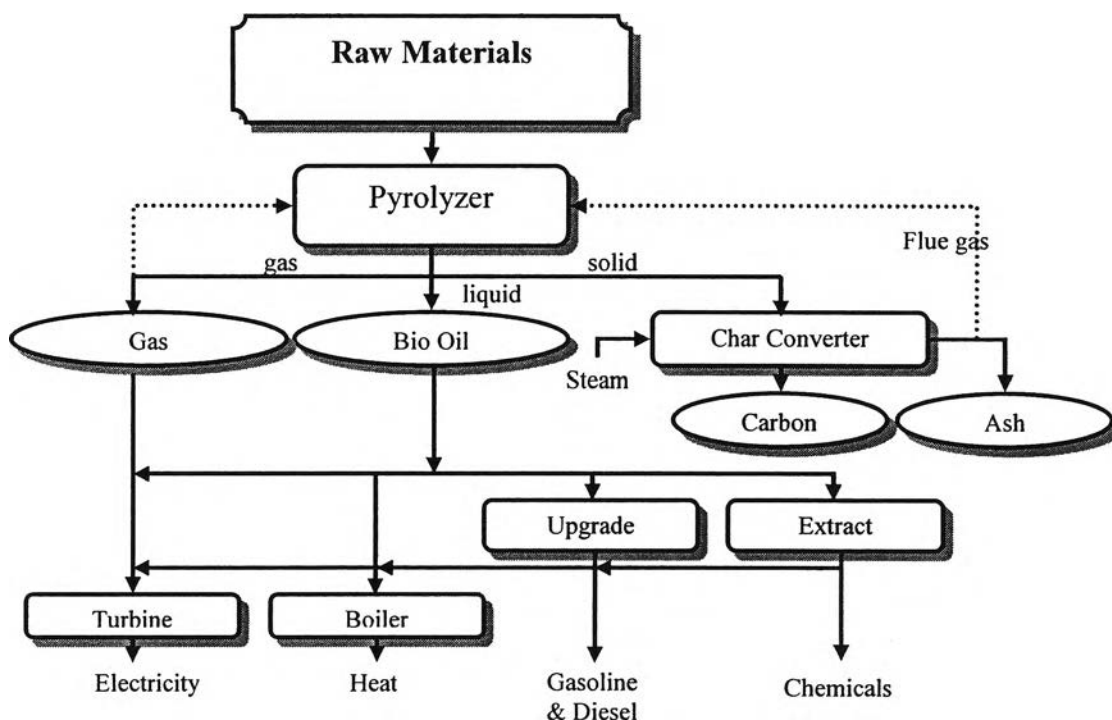 Raw Materials
Pyrolyzer
Flue gas
gas
solid
liquid
Gas
Bio Oil
Char Converter
Steam
Carbon
Ash
Upgrade
Extract
Turbine
Boiler
Electricity
Heat
Gasoline
& Diesel
Chemicals